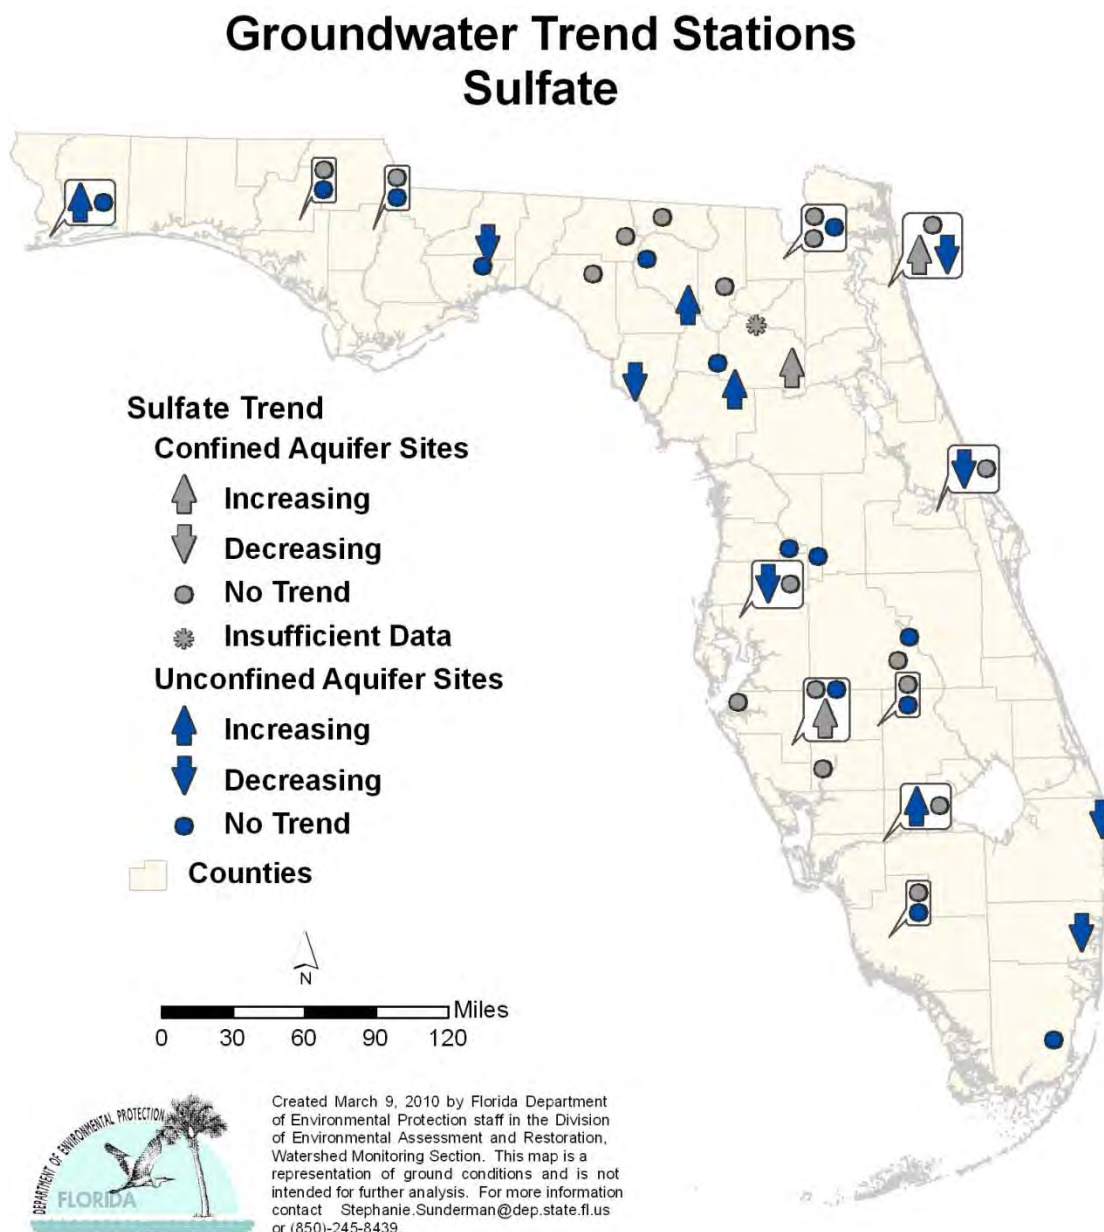 Groundwater Trend Stations
Sulfate
Sulfate Trend
Confined Aquifer Sites
Increasing
Decreasing
No Trend
Insufficient Data
Unconfined Aquifer Sites
Increasing
Decreasing
No Trend
Counties
N
Miles
0 30 60 90 120
DEPARTMENT OF ENVIRONMENTAL PROTECTION
FLORIDA
Created March 9, 2010 by Florida Department
of Environmental Protection staff in the Division
of Environmental Assessment and Restoration,
Watershed Monitoring Section. This map is a
representation of ground conditions and is not
intended for further analysis. For more information
contact Stephanie.Sunderman@dep.state.fl.us
or (850)-245-8439.